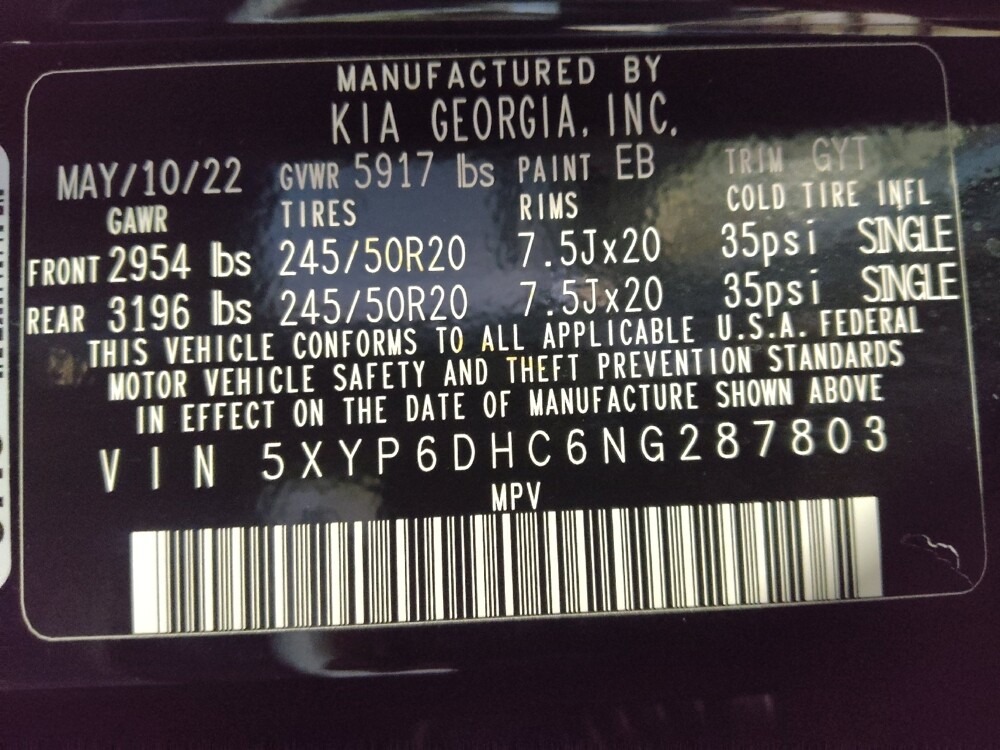 MANUFACTURED BY
KIA GEORGIA, INC.
MAY/10/22 GVWR 5917 lbs PAINT EB TRIM GYT
GAWR TIRES RIMS COLD TIRE INFL
FRONT 2954 lbs 245/50R20 7.5Jx20 35psi SINGLE
REAR 3196 lbs 245/50R20 7.5Jx20 35psi SINGLE
THIS VEHICLE CONFORMS TO ALL APPLICABLE U.S.A. FEDERAL
MOTOR VEHICLE SAFETY AND THEFT PREVENTION STANDARDS
IN EFFECT ON THE DATE OF MANUFACTURE SHOWN ABOVE
VIN 5XYP6DHC6NG287803
MPV